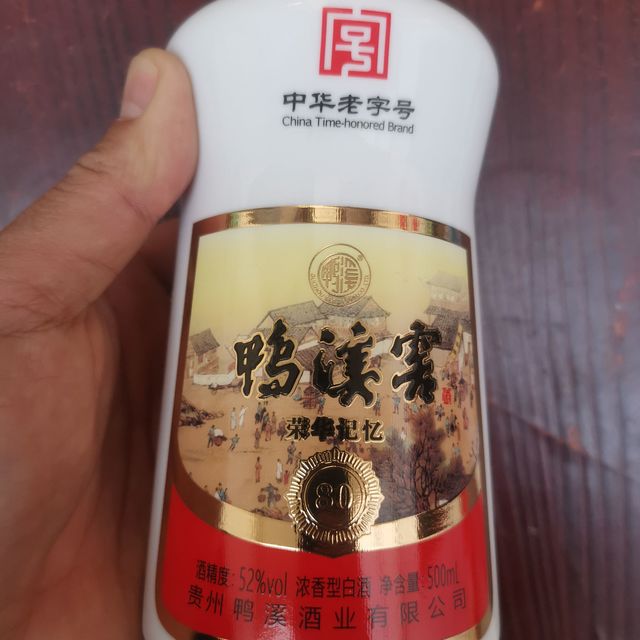 中华老字号
China Time-honored Brand
鸭溪窖
荣华记忆
80
酒精度:52%vol 浓香型白酒 净含量:500mL
贵州鸭溪酒业有限公司